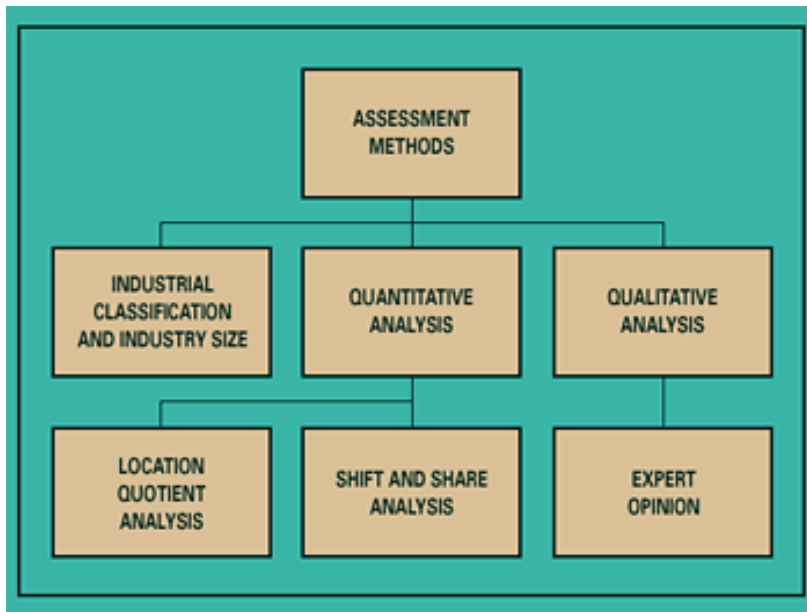 ASSESSMENT
METHODS
INDUSTRIAL
CLASSIFICATION
AND INDUSTRY SIZE
QUANTITATIVE
ANALYSIS
QUALITATIVE
ANALYSIS
LOCATION
QUOTIENT
ANALYSIS
SHIFT AND SHARE
ANALYSIS
EXPERT
OPINION